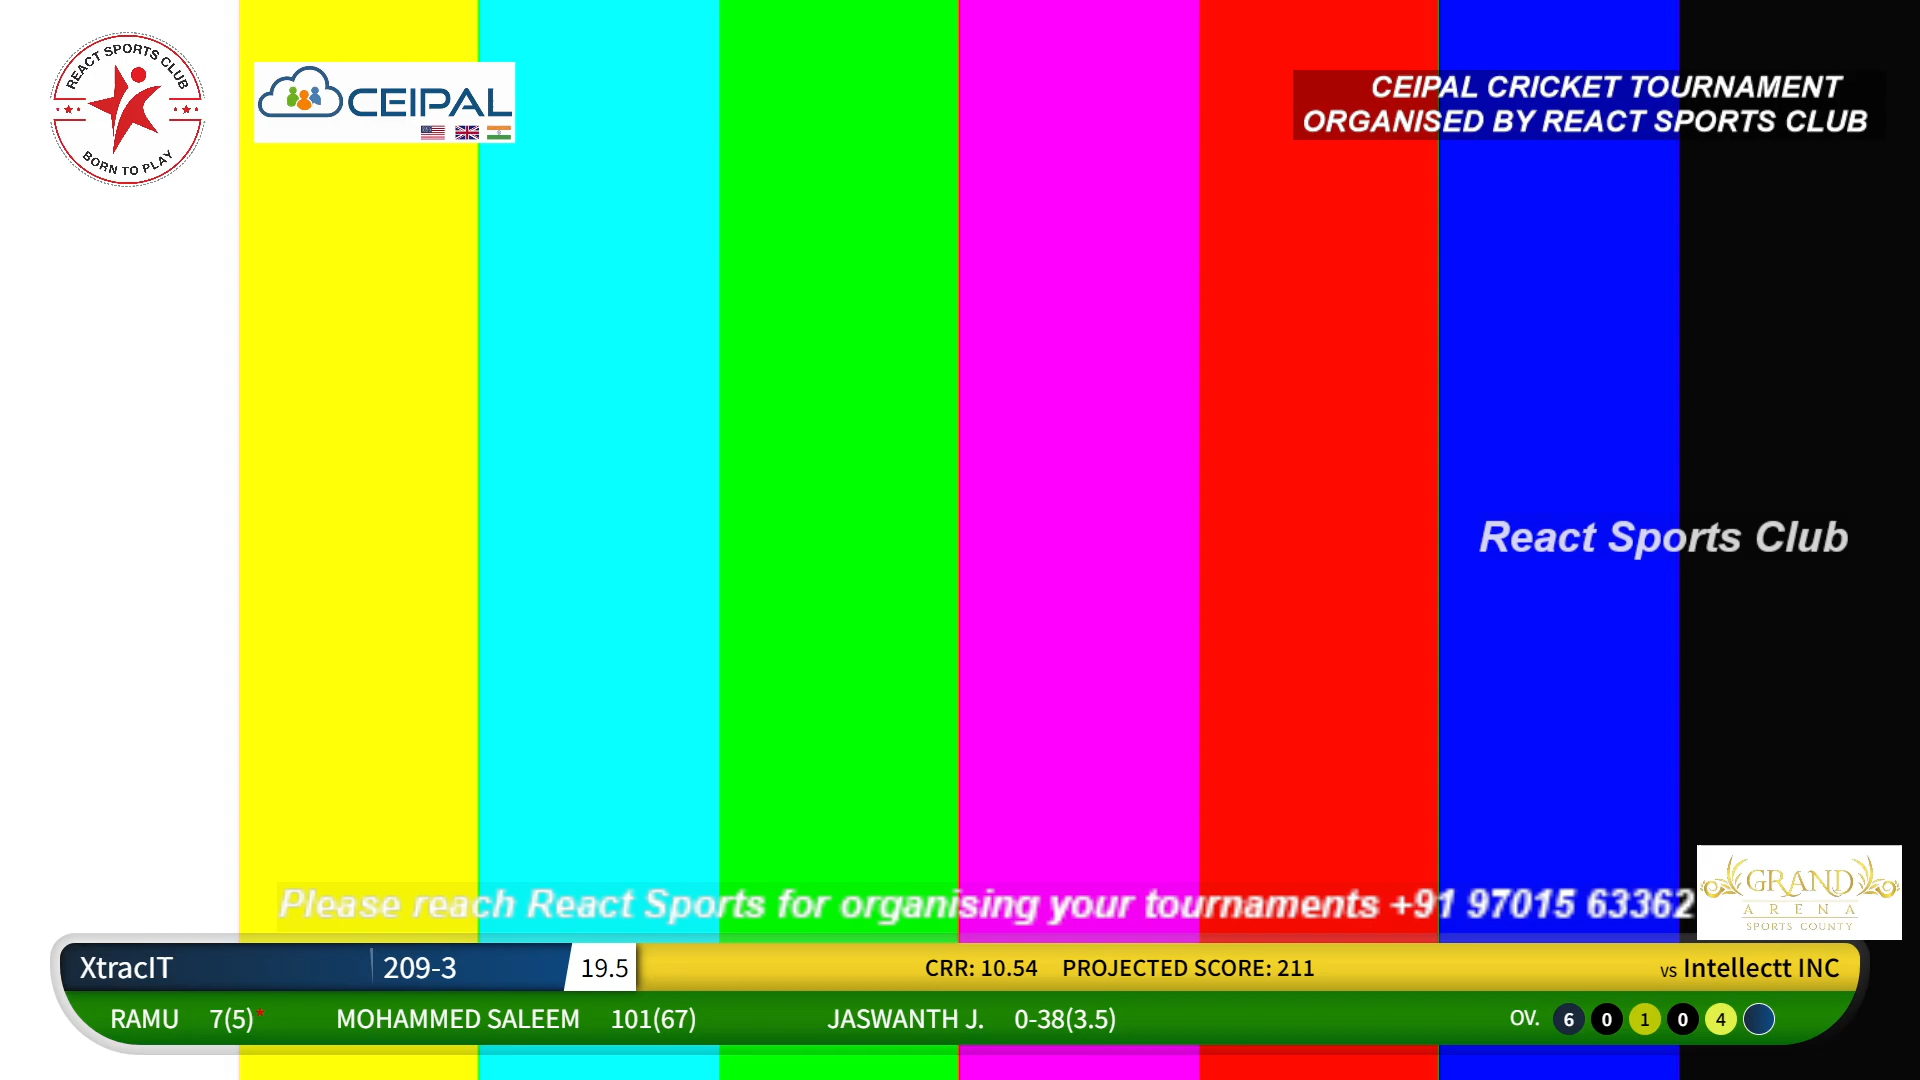 REACT SPORTS CLUB
BORN TO PLAY
CEIPAL
CEIPAL CRICKET TOURNAMENT
ORGANISED BY REACT SPORTS CLUB
React Sports Club
Please reach React Sports for organising your tournaments +91 97015 63362
GRAND
ARENA
SPORTS COUNTY
XtracIT 209-3 19.5 CRR: 10.54 PROJECTED SCORE: 211 vs Intellectt INC
RAMU 7(5)* MOHAMMED SALEEM 101(67) JASWANTH J. 0-38(3.5) OV. 6 0 1 0 4